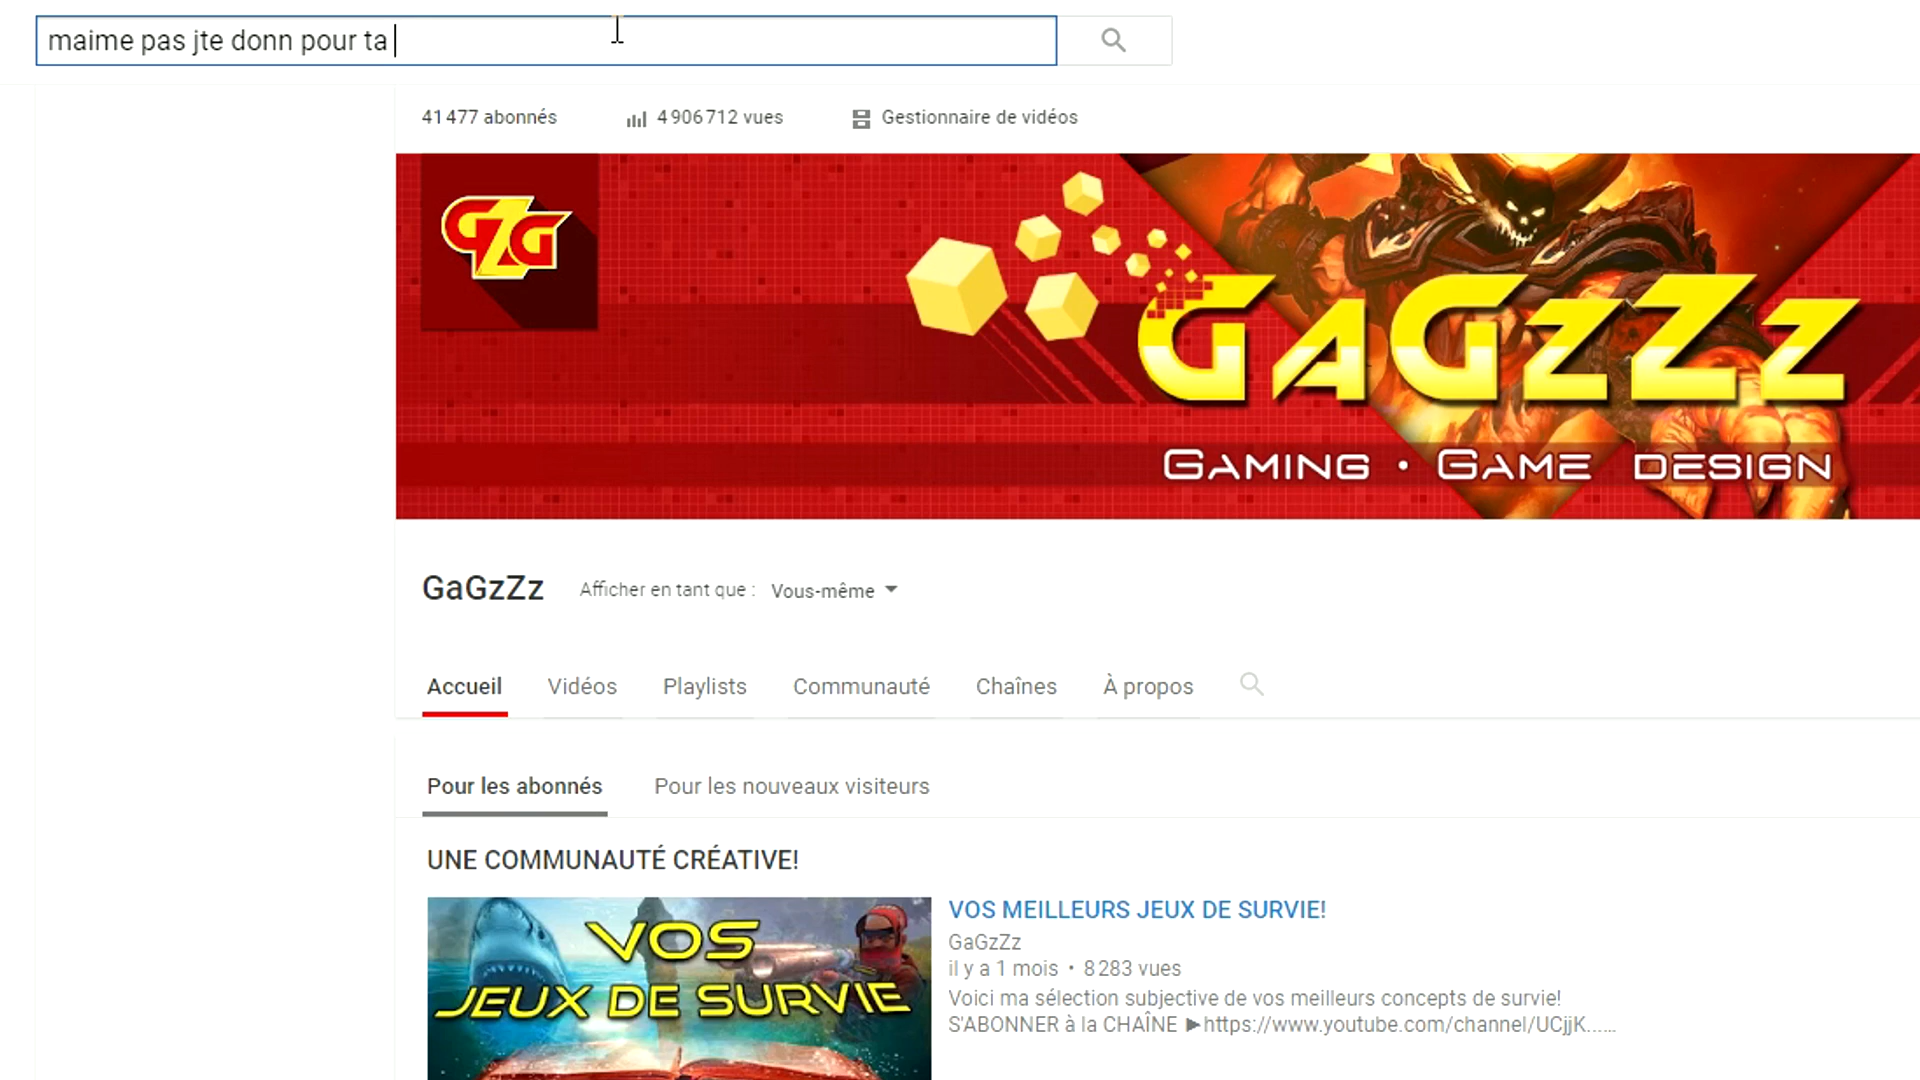 maime pas jte donn pour ta
41 477 abonnés
4 906 712 vues
Gestionnaire de vidéos
GZG
GaGzZz
Gaming • Game design
GaGzZz
Afficher en tant que :
Vous-même
Accueil
Vidéos
Playlists
Communauté
Chaînes
À propos
Pour les abonnés
Pour les nouveaux visiteurs
UNE COMMUNAUTÉ CRÉATIVE!
VOS
JEUX DE SURVIE
VOS MEILLEURS JEUX DE SURVIE!
GaGzZz
il y a 1 mois • 8 283 vues
Voici ma sélection subjective de vos meilleurs concepts de survie!
S'ABONNER à la CHAÎNE ►https://www.youtube.com/channel/UCjjK......